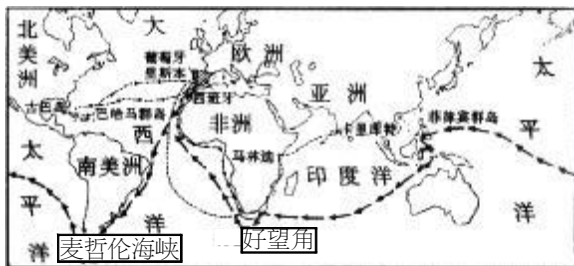 北美洲
大西洋
葡萄牙
里斯本
欧洲
西班牙
亚洲
太平洋
古巴岛
巴哈马群岛
非洲
卡里库特
菲律宾群岛
马林迪
印度洋
南美洲
太平洋
麦哲伦海峡
好望角